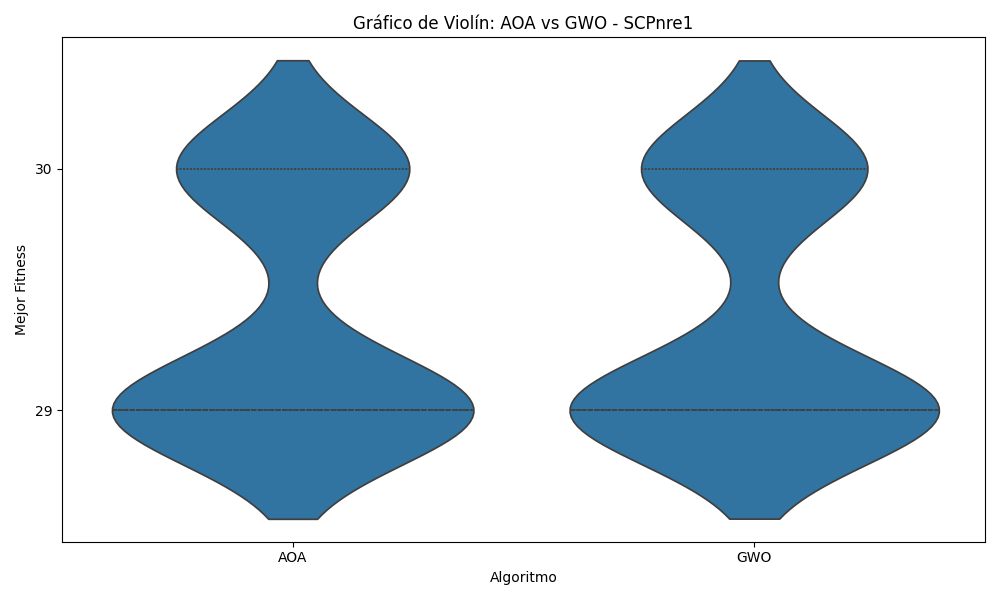 Gráfico de Violín: AOA vs GWO - SCPnre1
Mejor Fitness
30
29
AOA
GWO
Algoritmo